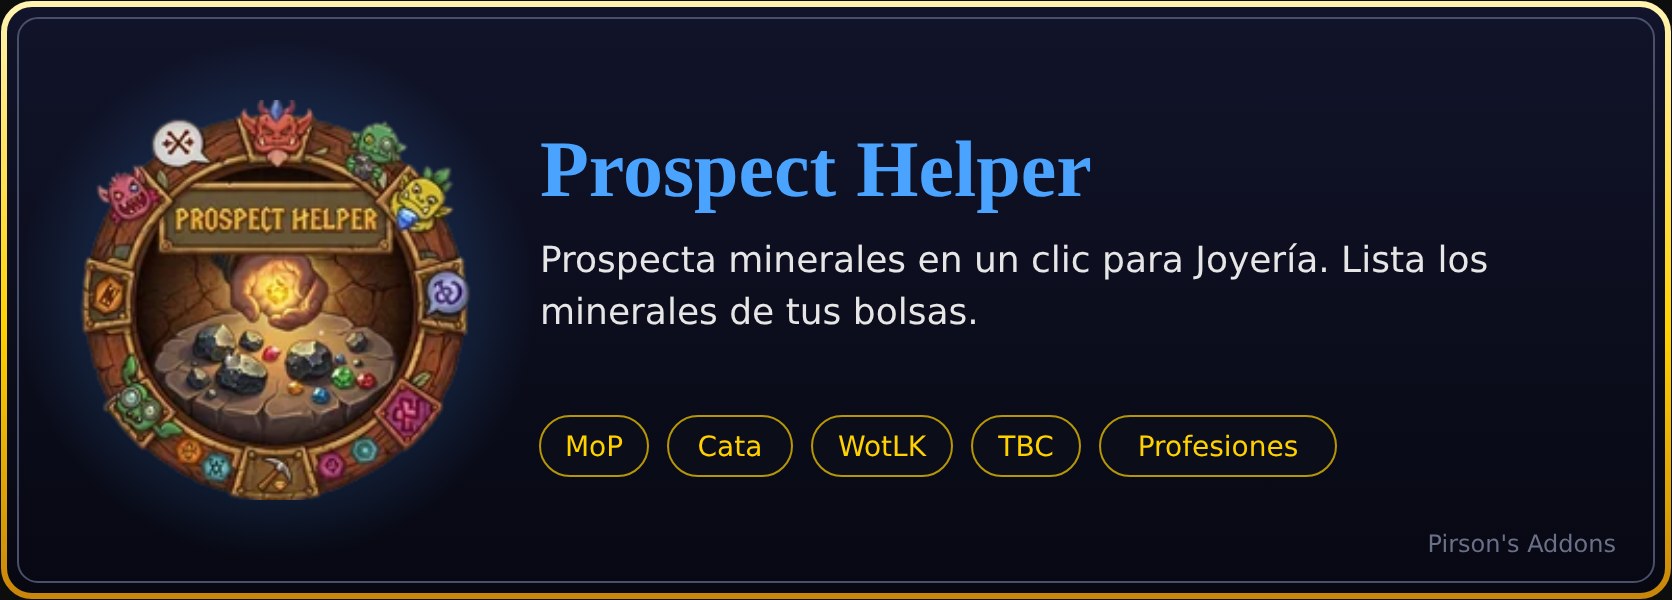 PROSPECT HELPER
Prospect Helper
Prospecta minerales en un clic para Joyería. Lista los
minerales de tus bolsas.
MoP
Cata
WotLK
TBC
Profesiones
Pirson's Addons